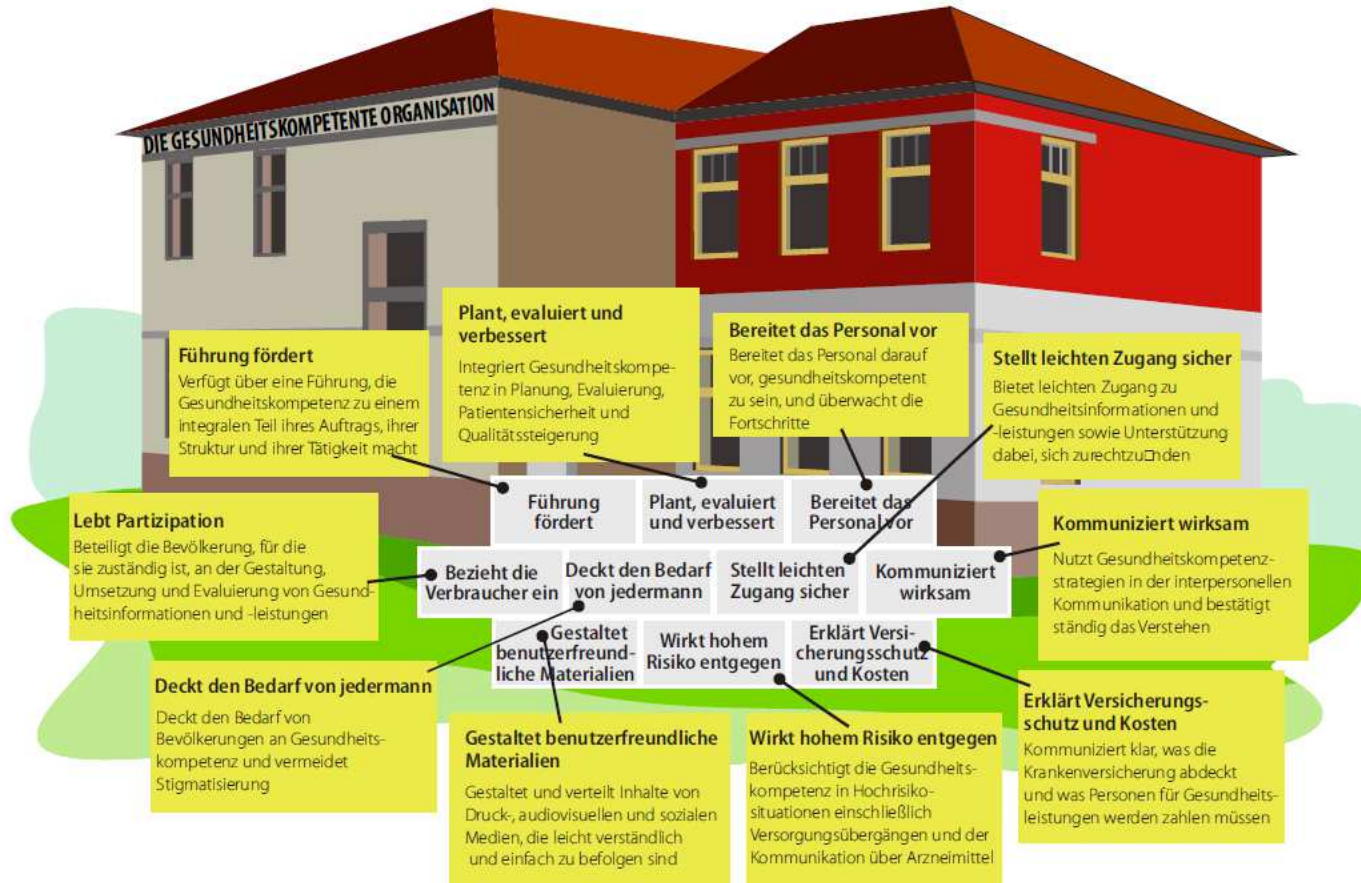 DIE GESUNDHEITSKOMPETENTE ORGANISATION
Führung fördert
Verfügt über eine Führung, die
Gesundheitskompetenz zu einem
integralen Teil ihres Auftrags, ihrer
Struktur und ihrer Tätigkeit macht
Plant, evaluiert und
verbessert
Integriert Gesundheitskompe-
tenz in Planung, Evaluierung,
Patientensicherheit und
Qualitätssteigerung
Bereitet das Personal vor
Bereitet das Personal darauf
vor, gesundheitskompetent
zu sein, und überwacht die
Fortschritte
Stellt leichten Zugang sicher
Bietet leichten Zugang zu
Gesundheitsinformationen und
-leistungen sowie Unterstützung
dabei, sich zurechtzu□nden
Lebt Partizipation
Beteiligt die Bevölkerung, für die
sie zuständig ist, an der Gestaltung,
Umsetzung und Evaluierung von Gesund-
heitsinformationen und -leistungen
Führung
fördert
Plant, evaluiert
und verbessert
Bereitet das
Personal vor
Bezieht die
Verbraucher ein
Deckt den Bedarf
von jedermann
Stellt leichten
Zugang sicher
Kommuniziert
wirksam
Gestaltet
benutzerfreund-
liche Materialien
Wirkt hohem
Risiko entgegen
Erklärt Versi-
cherungsschutz
und Kosten
Kommuniziert wirksam
Nutzt Gesundheitskompetenz-
strategien in der interpersonellen
Kommunikation und bestätigt
ständig das Verstehen
Deckt den Bedarf von jedermann
Deckt den Bedarf von
Bevölkerungen an Gesundheits-
kompetenz und vermeidet
Stigmatisierung
Gestaltet benutzerfreundliche
Materialien
Gestaltet und verteilt Inhalte von
Druck-, audiovisuellen und sozialen
Medien, die leicht verständlich
und einfach zu befolgen sind
Wirkt hohem Risiko entgegen
Berücksichtigt die Gesundheits-
kompetenz in Hochrisiko-
situationen einschließlich
Versorgungsübergängen und der
Kommunikation über Arzneimittel
Erklärt Versicherungs-
schutz und Kosten
Kommuniziert klar, was die
Krankenversicherung abdeckt
und was Personen für Gesundheits-
leistungen werden zahlen müssen